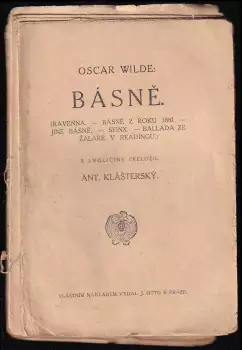 OSCAR WILDE:
BÁSNĚ.
(RAVENNA. — BÁSNĚ Z ROKU 1881. —
JINÉ BÁSNĚ. — SFINX. — BALLADA ZE
ŽALÁŘE V READINGU.)
Z ANGLIČTINY PŘELOŽIL
ANT. KLÁŠTERSKÝ.
VLASTNÍM NÁKLADEM VYDAL J. OTTO V PRAZE.